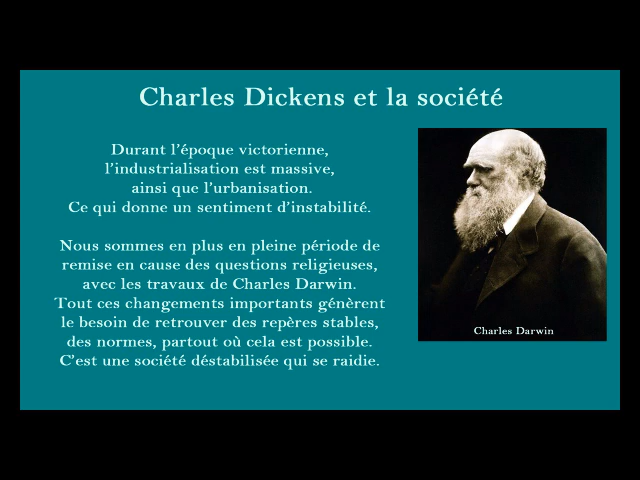 Charles Dickens et la société
Durant l'époque victorienne,
l'industrialisation est massive,
ainsi que l'urbanisation.
Ce qui donne un sentiment d'instabilité.
Nous sommes en plus en pleine période de
remise en cause des questions religieuses,
avec les travaux de Charles Darwin.
Tout ces changements importants génèrent
le besoin de retrouver des repères stables,
des normes, partout où cela est possible.
C'est une société déstabilisée qui se raidie.
Charles Darwin